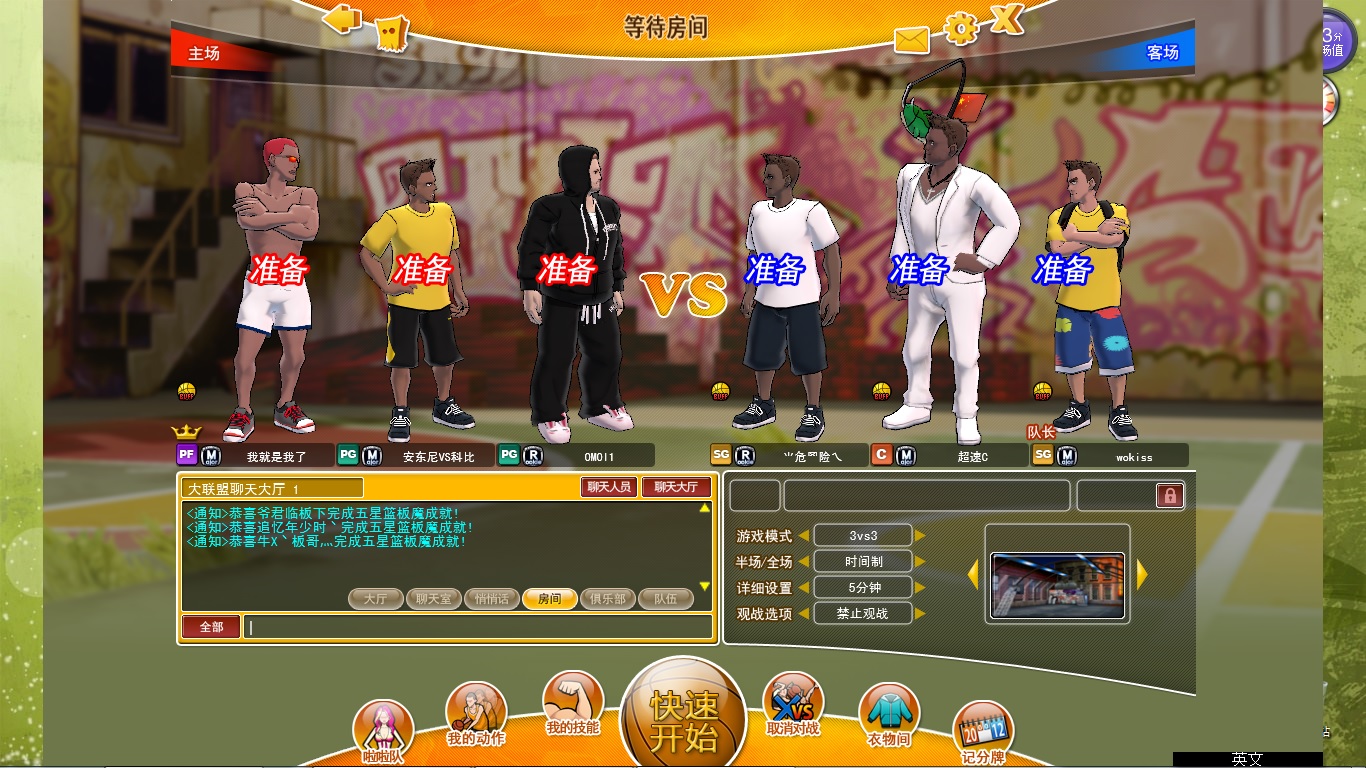 等待房间
3分
畅值
主场
客场
准备
准备
准备
VS
准备
准备
准备
队长
PF M 我就是我了
PG M 安东尼VS科比
PG R OMO11
SG R
C M 超速C
SG M wokiss
大联盟聊天大厅 1
聊天人员
聊天大厅
<通知>恭喜爷君临板下完成五星篮板魔成就!
<通知>恭喜追忆年少时丶完成五星篮板魔成就!
<通知>恭喜牛X丶板哥灬完成五星篮板魔成就!
大厅
聊天室
悄悄话
房间
俱乐部
队伍
全部
游戏模式 3vs3
半场/全场 时间制
详细设置 5分钟
观战选项 禁止观战
啦啦队
我的动作
我的技能
快速
开始
取消对战
衣物间
20 12
记分牌
英文